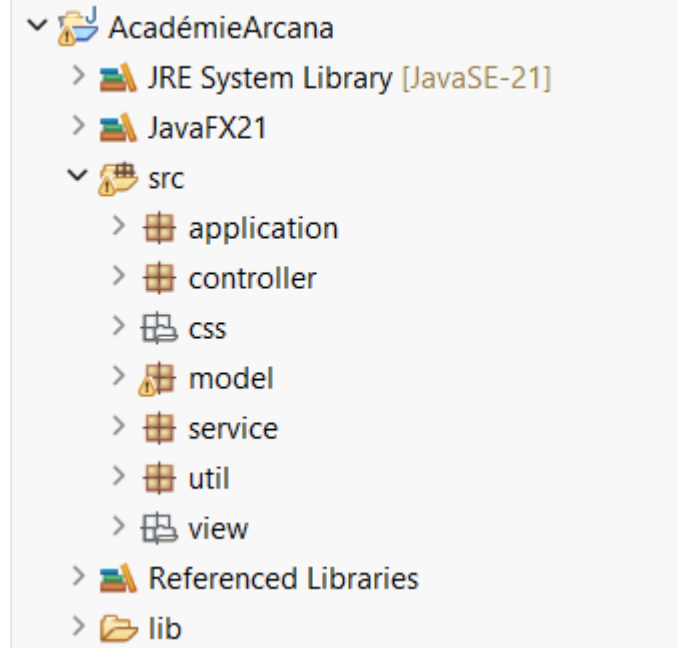 AcadémieArcana
JRE System Library [JavaSE-21]
JavaFX21
src
application
controller
css
model
service
util
view
Referenced Libraries
lib